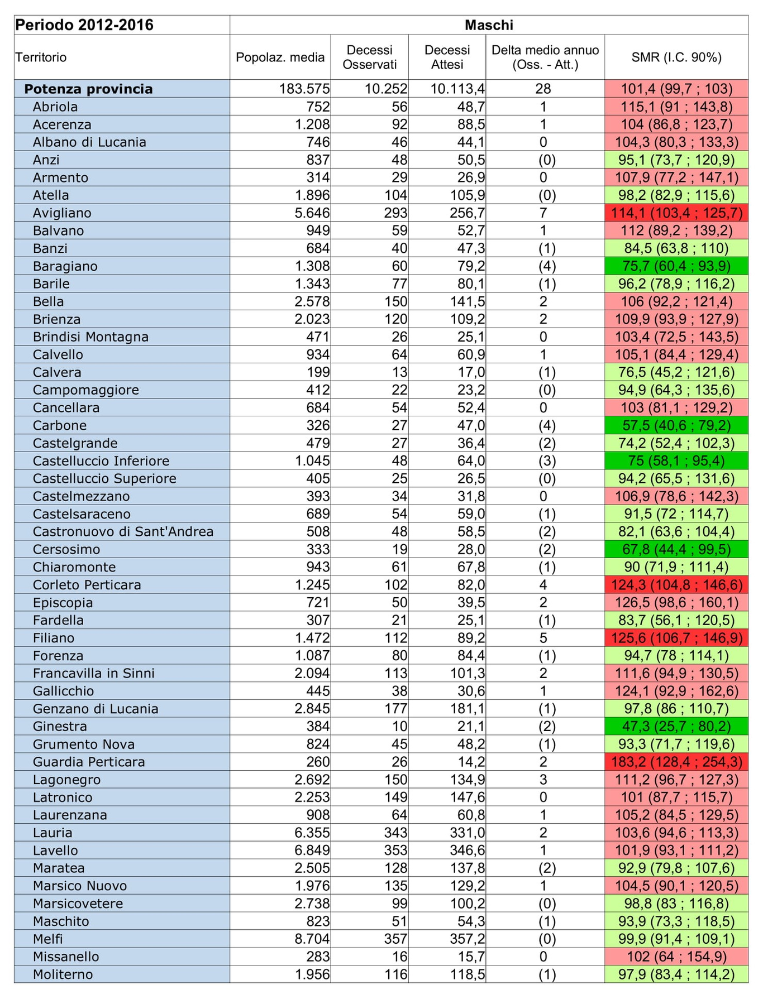 Periodo 2012-2016 Maschi
Territorio Popolaz. media Decessi Osservati Decessi Attesi Delta medio annuo (Oss. - Att.) SMR (I.C. 90%)
Potenza provincia 183.575 10.252 10.113,4 28 101,4 (99,7 ; 103)
Abriola 752 56 48,7 1 115,1 (91 ; 143,8)
Acerenza 1.208 92 88,5 1 104 (86,8 ; 123,7)
Albano di Lucania 746 46 44,1 0 104,3 (80,3 ; 133,3)
Anzi 837 48 50,5 (0) 95,1 (73,7 ; 120,9)
Armento 314 29 26,9 0 107,9 (77,2 ; 147,1)
Atella 1.896 104 105,9 (0) 98,2 (82,9 ; 115,6)
Avigliano 5.646 293 256,7 7 114,1 (103,4 ; 125,7)
Balvano 949 59 52,7 1 112 (89,2 ; 139,2)
Banzi 684 40 47,3 (1) 84,5 (63,8 ; 110)
Baragiano 1.308 60 79,2 (4) 75,7 (60,4 ; 93,9)
Barile 1.343 77 80,1 (1) 96,2 (78,9 ; 116,2)
Bella 2.578 150 141,5 2 106 (92,2 ; 121,4)
Brienza 2.023 120 109,2 2 109,9 (93,9 ; 127,9)
Brindisi Montagna 471 26 25,1 0 103,4 (72,5 ; 143,5)
Calvello 934 64 60,9 1 105,1 (84,4 ; 129,4)
Calvera 199 13 17,0 (1) 76,5 (45,2 ; 121,6)
Campomaggiore 412 22 23,2 (0) 94,9 (64,3 ; 135,6)
Cancellara 684 54 52,4 0 103 (81,1 ; 129,2)
Carbone 326 27 47,0 (4) 57,5 (40,6 ; 79,2)
Castelgrande 479 27 36,4 (2) 74,2 (52,4 ; 102,3)
Castelluccio Inferiore 1.045 48 64,0 (3) 75 (58,1 ; 95,4)
Castelluccio Superiore 405 25 26,5 (0) 94,2 (65,5 ; 131,6)
Castelmezzano 393 34 31,8 0 106,9 (78,6 ; 142,3)
Castelsaraceno 689 54 59,0 (1) 91,5 (72 ; 114,7)
Castronuovo di Sant'Andrea 508 48 58,5 (2) 82,1 (63,6 ; 104,4)
Cersosimo 333 19 28,0 (2) 67,8 (44,4 ; 99,5)
Chiaromonte 943 61 67,8 (1) 90 (71,9 ; 111,4)
Corleto Perticara 1.245 102 82,0 4 124,3 (104,8 ; 146,6)
Episcopia 721 50 39,5 2 126,5 (98,6 ; 160,1)
Fardella 307 21 25,1 (1) 83,7 (56,1 ; 120,5)
Filiano 1.472 112 89,2 5 125,6 (106,7 ; 146,9)
Forenza 1.087 80 84,4 (1) 94,7 (78 ; 114,1)
Francavilla in Sinni 2.094 113 101,3 2 111,6 (94,9 ; 130,5)
Gallicchio 445 38 30,6 1 124,1 (92,9 ; 162,6)
Genzano di Lucania 2.845 177 181,1 (1) 97,8 (86 ; 110,7)
Ginestra 384 10 21,1 (2) 47,3 (25,7 ; 80,2)
Grumento Nova 824 45 48,2 (1) 93,3 (71,7 ; 119,6)
Guardia Perticara 260 26 14,2 2 183,2 (128,4 ; 254,3)
Lagonegro 2.692 150 134,9 3 111,2 (96,7 ; 127,3)
Latronico 2.253 149 147,6 0 101 (87,7 ; 115,7)
Laurenzana 908 64 60,8 1 105,2 (84,5 ; 129,5)
Lauria 6.355 343 331,0 2 103,6 (94,6 ; 113,3)
Lavello 6.849 353 346,6 1 101,9 (93,1 ; 111,2)
Maratea 2.505 128 137,8 (2) 92,9 (79,8 ; 107,6)
Marsico Nuovo 1.976 135 129,2 1 104,5 (90,1 ; 120,5)
Marsicovetere 2.738 99 100,2 (0) 98,8 (83 ; 116,8)
Maschito 823 51 54,3 (1) 93,9 (73,3 ; 118,5)
Melfi 8.704 357 357,2 (0) 99,9 (91,4 ; 109,1)
Missanello 283 16 15,7 0 102 (64 ; 154,9)
Moliterno 1.956 116 118,5 (1) 97,9 (83,4 ; 114,2)